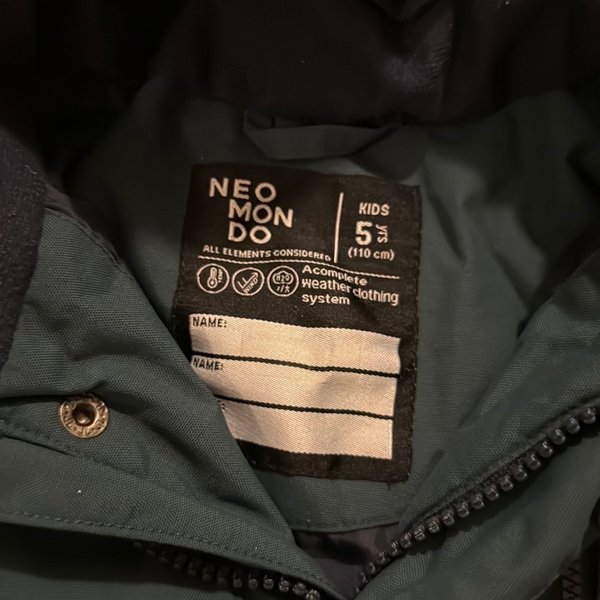 NEO
MON
DO
ALL ELEMENTS CONSIDERED
KIDS
5 yrs
(110 cm)
A complete
weather clothing
system
NAME:
NAME: